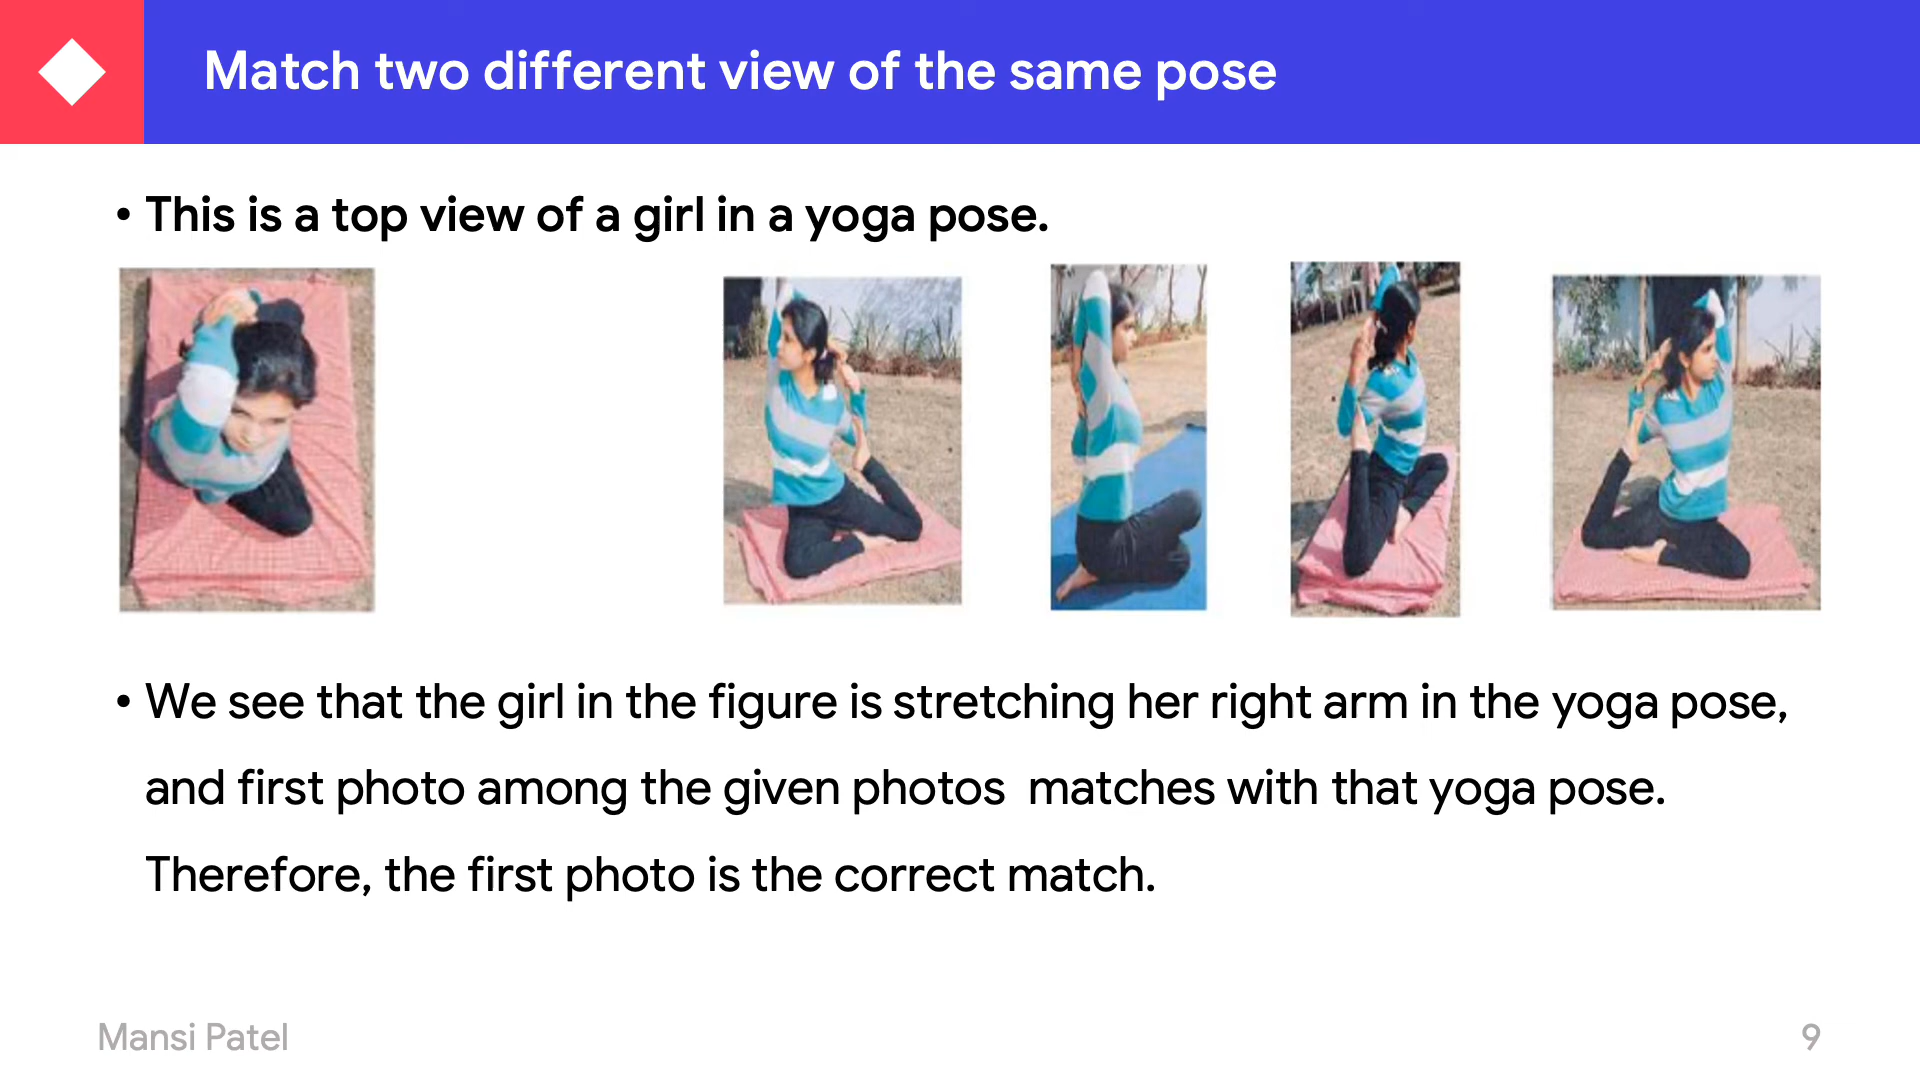 Match two different view of the same pose
• This is a top view of a girl in a yoga pose.
• We see that the girl in the figure is stretching her right arm in the yoga pose,
and first photo among the given photos matches with that yoga pose.
Therefore, the first photo is the correct match.
Mansi Patel
9